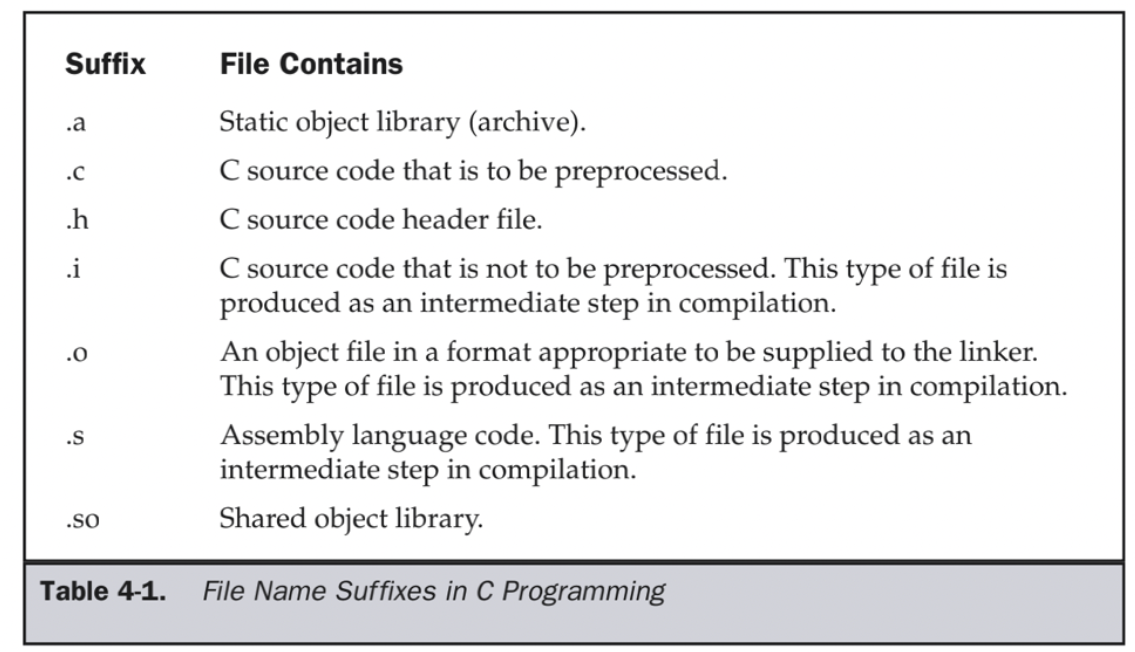 Suffix File Contains
.a Static object library (archive).
.c C source code that is to be preprocessed.
.h C source code header file.
.i C source code that is not to be preprocessed. This type of file is
produced as an intermediate step in compilation.
.o An object file in a format appropriate to be supplied to the linker.
This type of file is produced as an intermediate step in compilation.
.s Assembly language code. This type of file is produced as an
intermediate step in compilation.
.so Shared object library.
Table 4-1. File Name Suffixes in C Programming